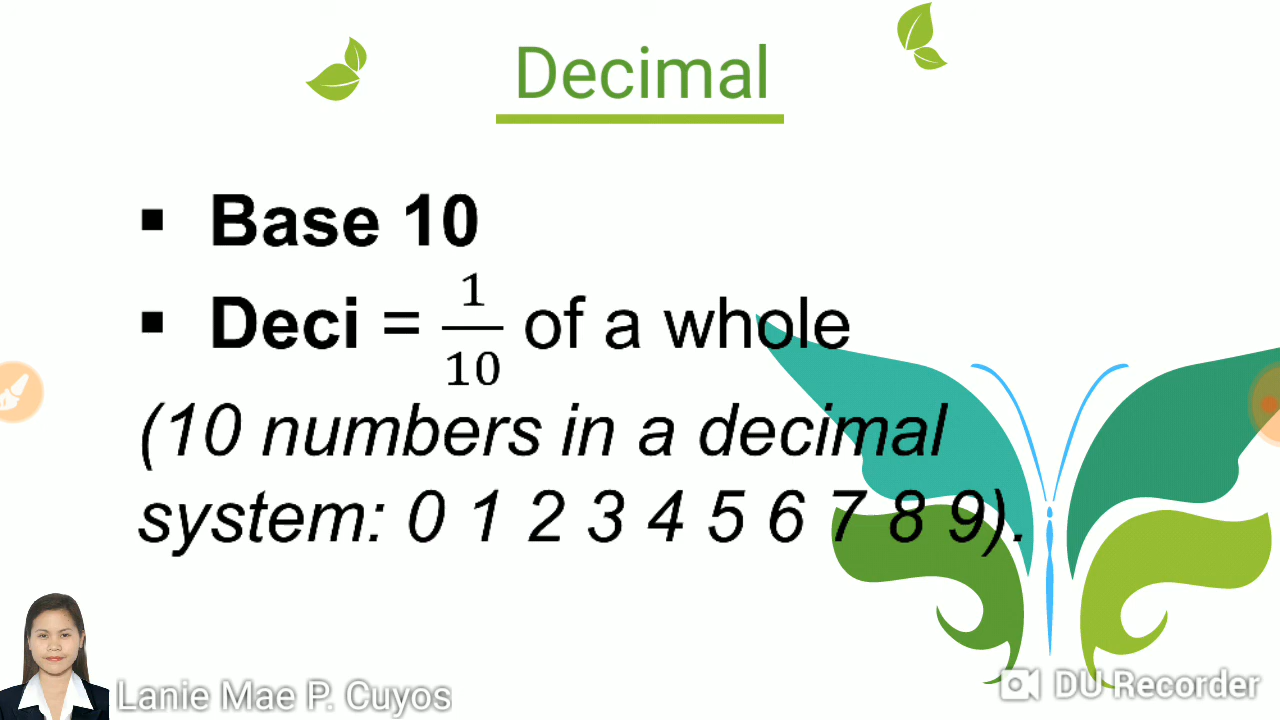 Decimal
▪ Base 10
▪ Deci = 1/10 of a whole
(10 numbers in a decimal
system: 0 1 2 3 4 5 6 7 8 9).
Lanie Mae P. Cuyos
DU Recorder